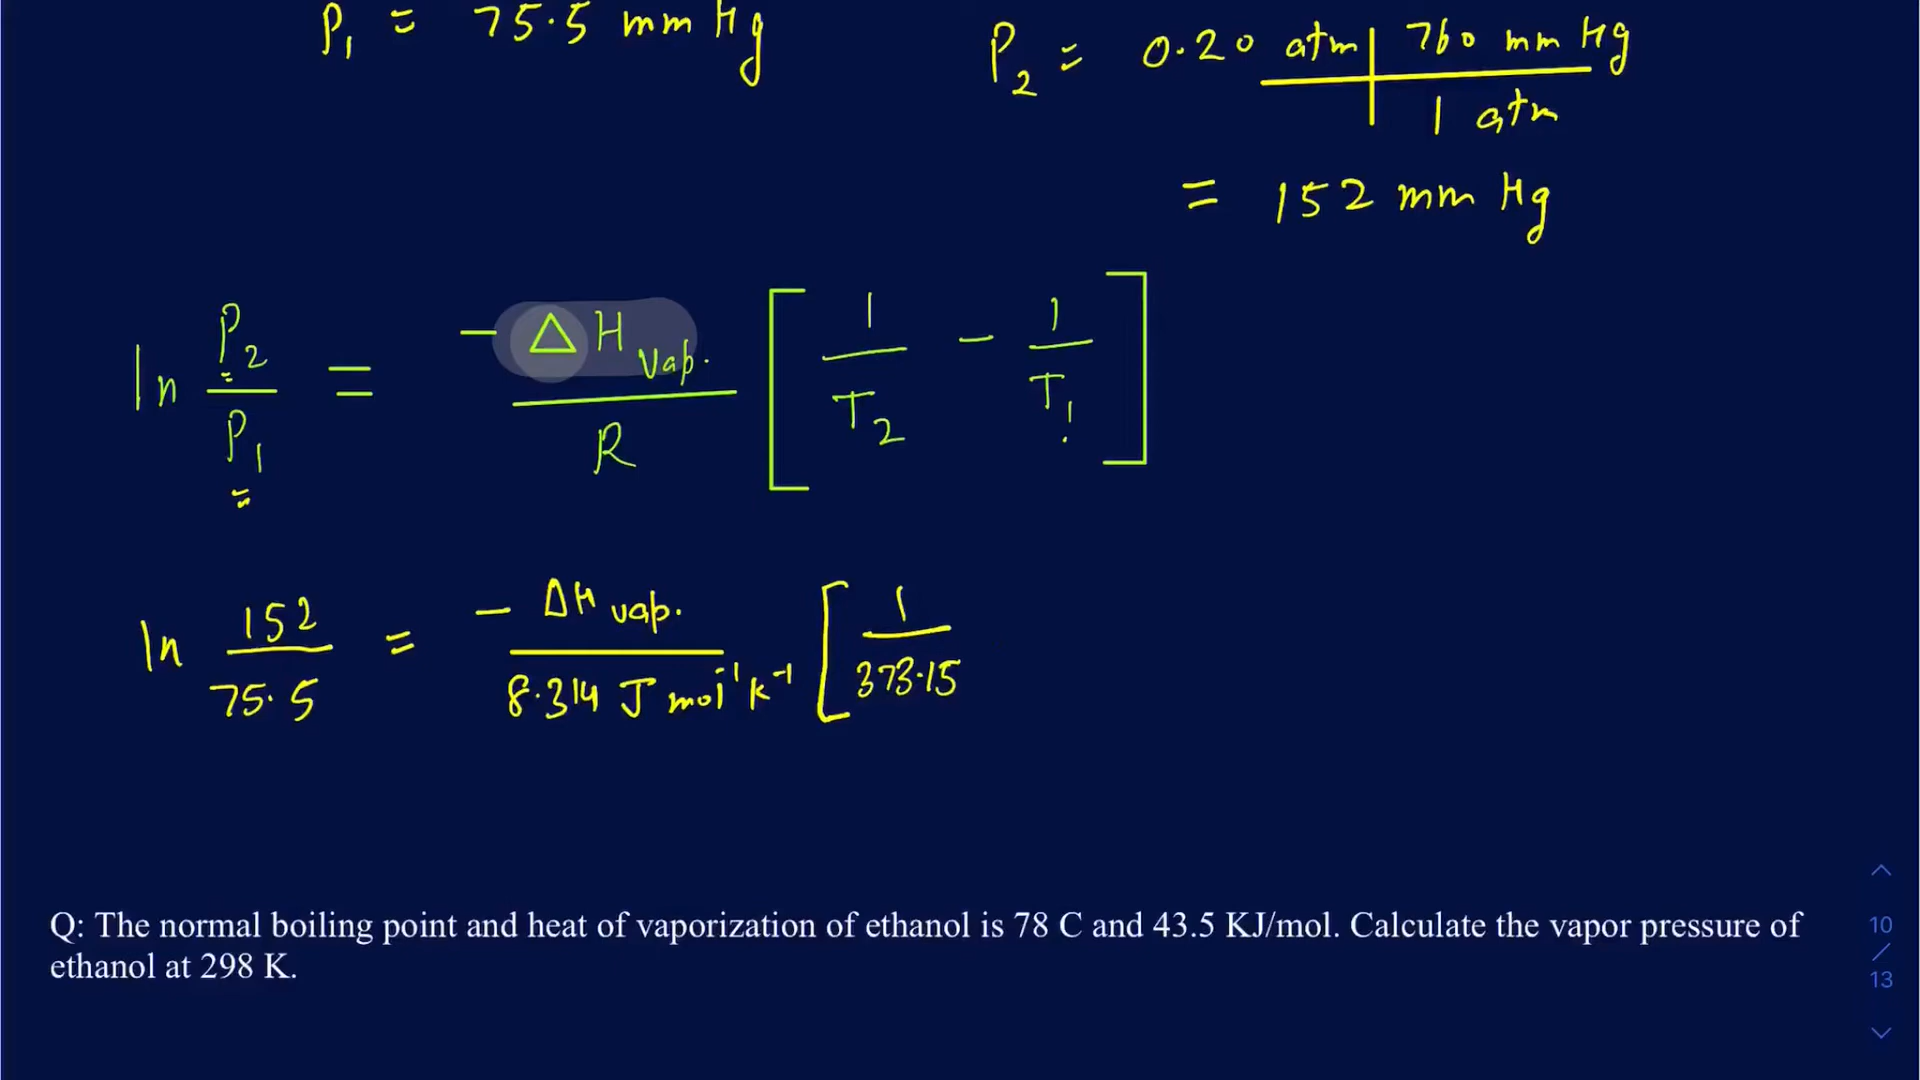 P₁ = 75.5 mm Hg
P₂ = 0.20 atm | 760 mm Hg
1 atm
= 152 mm Hg
ln P₂/P₁ = -ΔH vap./R [1/T₂ - 1/T₁]
ln 152/75.5 = -ΔH vap./8.314 J mol⁻¹ K⁻¹ [1/373.15
Q: The normal boiling point and heat of vaporization of ethanol is 78 C and 43.5 KJ/mol. Calculate the vapor pressure of
ethanol at 298 K.
10
/
13